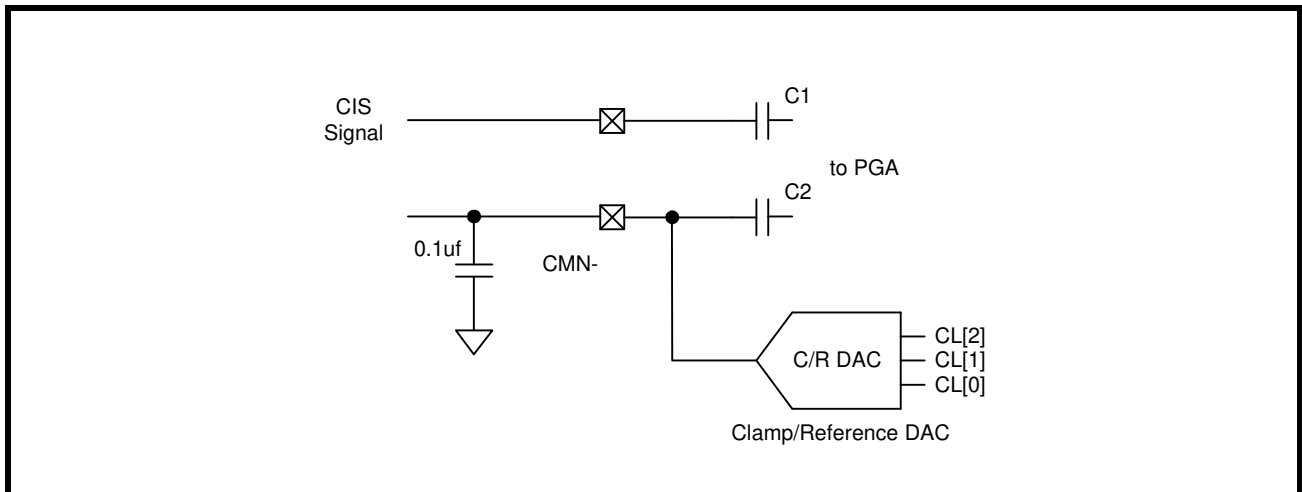 CIS
Signal
C1
to PGA
C2
0.1uf
CMN-
C/R DAC
CL[2]
CL[1]
CL[0]
Clamp/Reference DAC